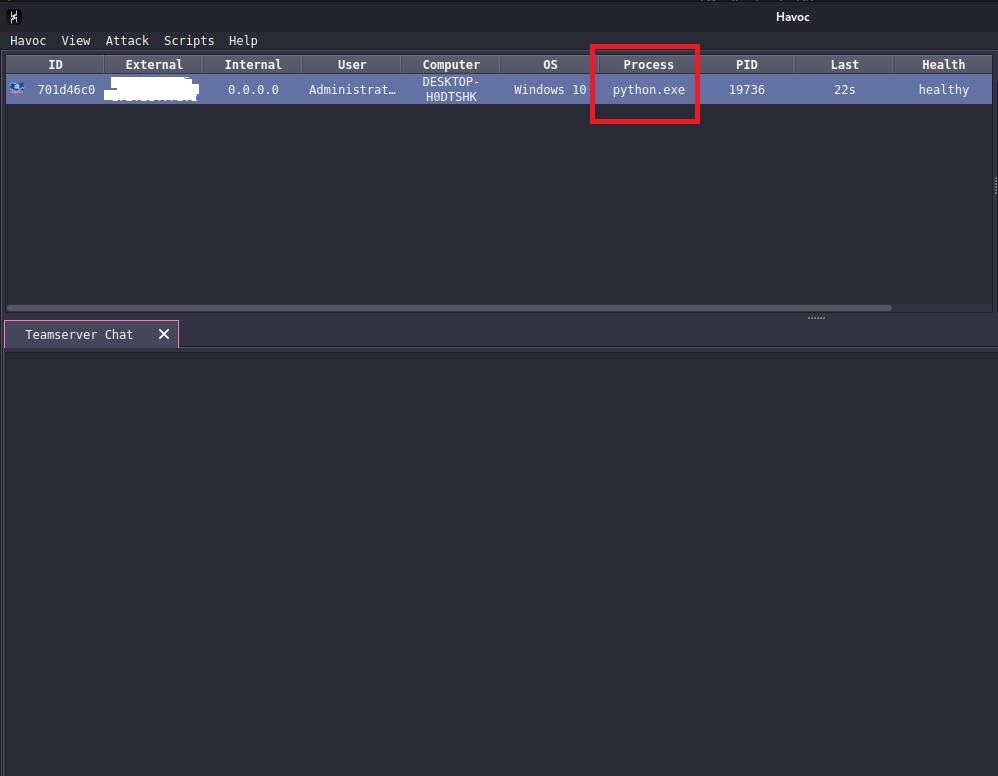 Havoc
Havoc View Attack Scripts Help
ID External Internal User Computer OS Process PID Last Health
701d46c0 0.0.0.0 Administrat… DESKTOP-H0DTSHK Windows 10 python.exe 19736 22s healthy
Teamserver Chat